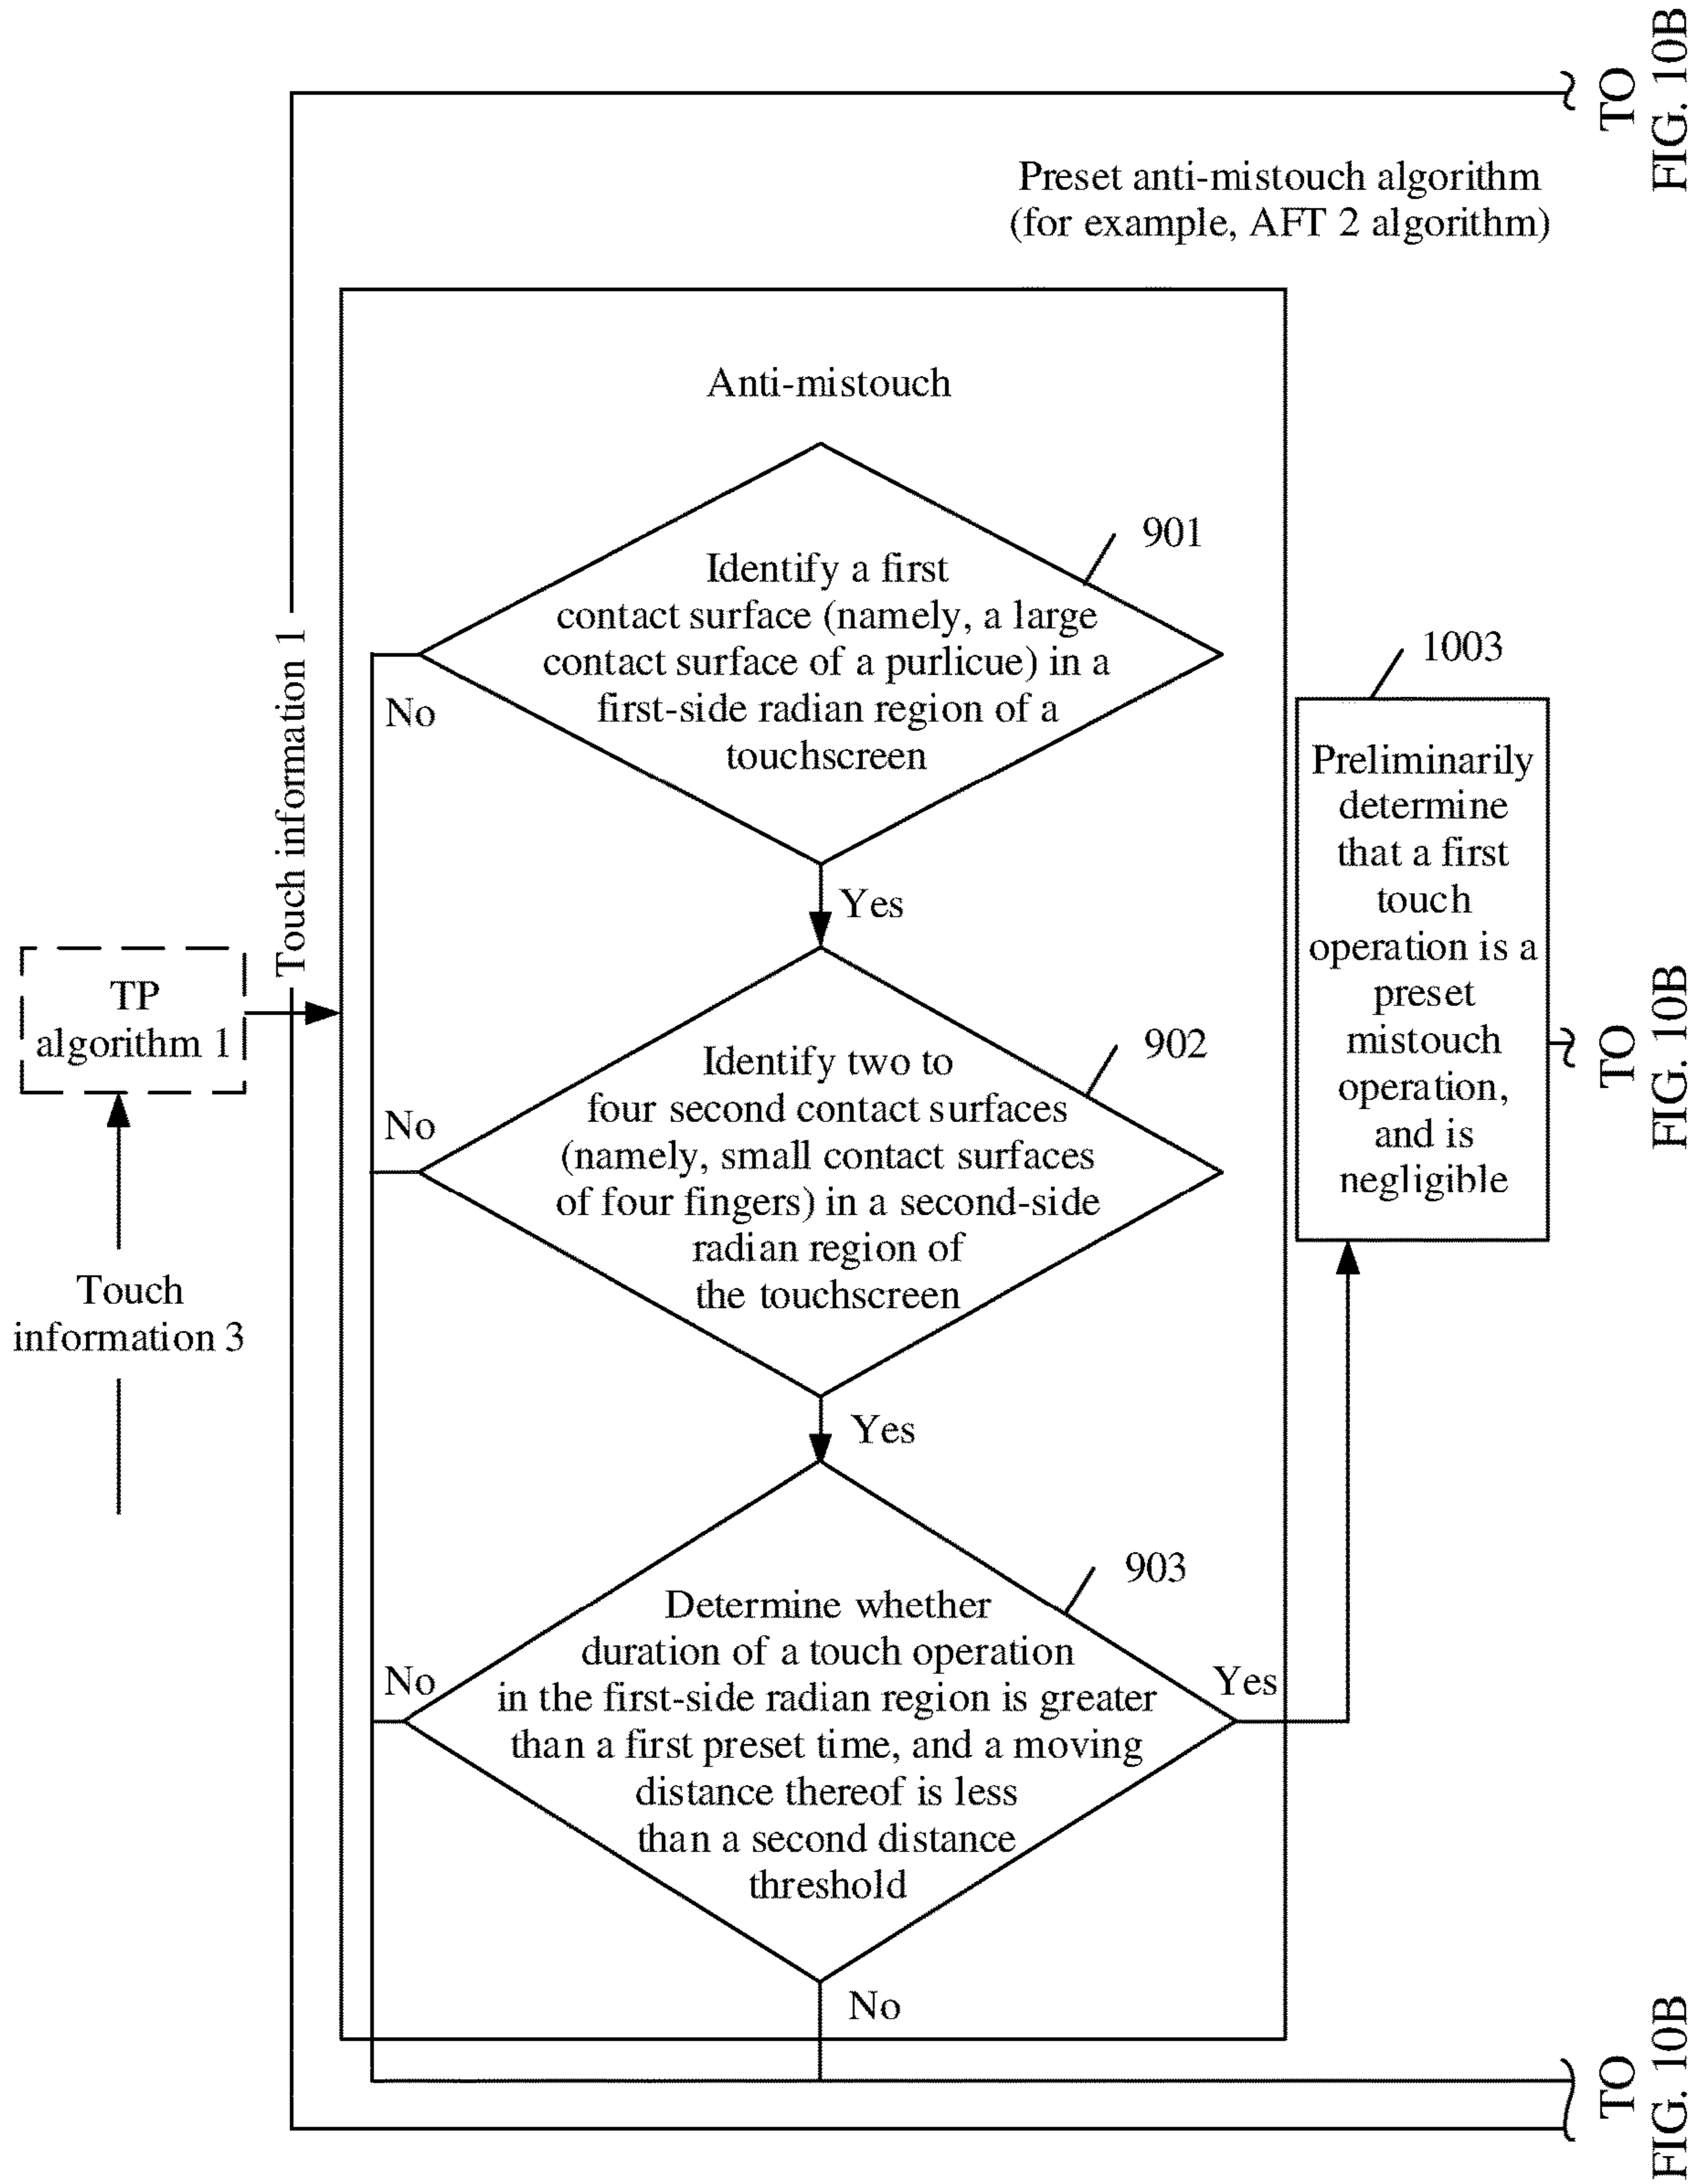 TO
FIG. 10B
Preset anti-mistouch algorithm
(for example, AFT 2 algorithm)
Anti-mistouch
901
Identify a first
contact surface (namely, a large
contact surface of a purlicue) in a
first-side radian region of a
touchscreen
No
Yes
Touch information 1
TP
algorithm 1
Touch
information 3
902
Identify two to
four second contact surfaces
(namely, small contact surfaces
of four fingers) in a second-side
radian region of
the touchscreen
No
Yes
903
Determine whether
duration of a touch operation
in the first-side radian region is greater
than a first preset time, and a moving
distance thereof is less
than a second distance
threshold
No
Yes
No
1003
Preliminarily
determine
that a first
touch
operation is a
preset
mistouch
operation,
and is
negligible
TO
FIG. 10B
TO
FIG. 10B